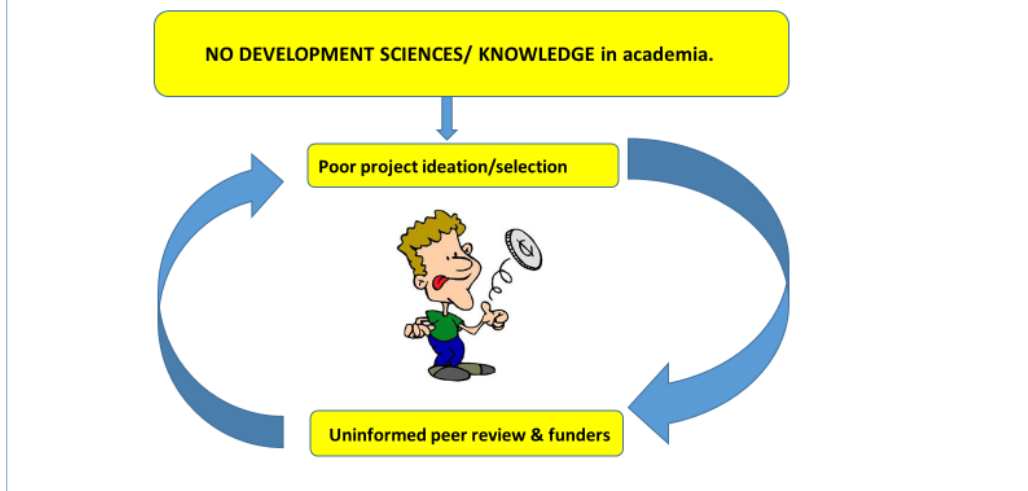 NO DEVELOPMENT SCIENCES/ KNOWLEDGE in academia.
Poor project ideation/selection
Uninformed peer review & funders